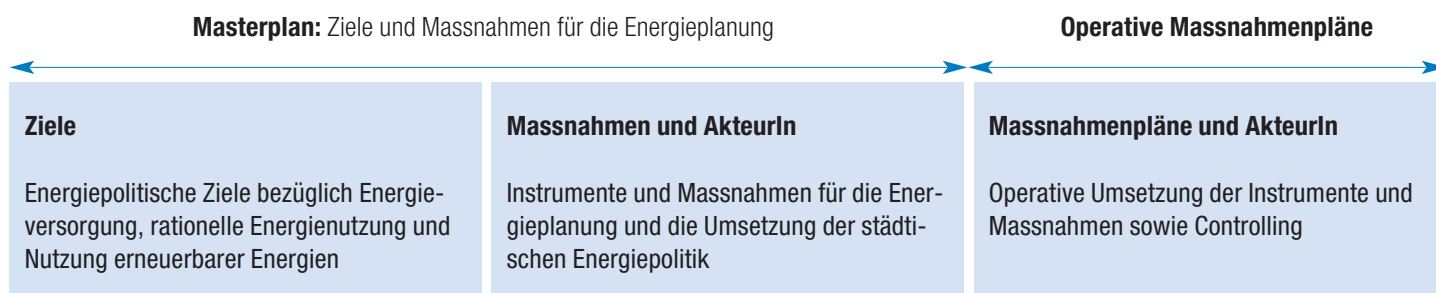 Masterplan: Ziele und Massnahmen für die Energieplanung
Operative Massnahmenpläne
Ziele
Energiepolitische Ziele bezüglich Energie-
versorgung, rationelle Energienutzung und
Nutzung erneuerbarer Energien
Massnahmen und AkteurIn
Instrumente und Massnahmen für die Ener-
gieplanung und die Umsetzung der städti-
schen Energiepolitik
Massnahmenpläne und AkteurIn
Operative Umsetzung der Instrumente und
Massnahmen sowie Controlling